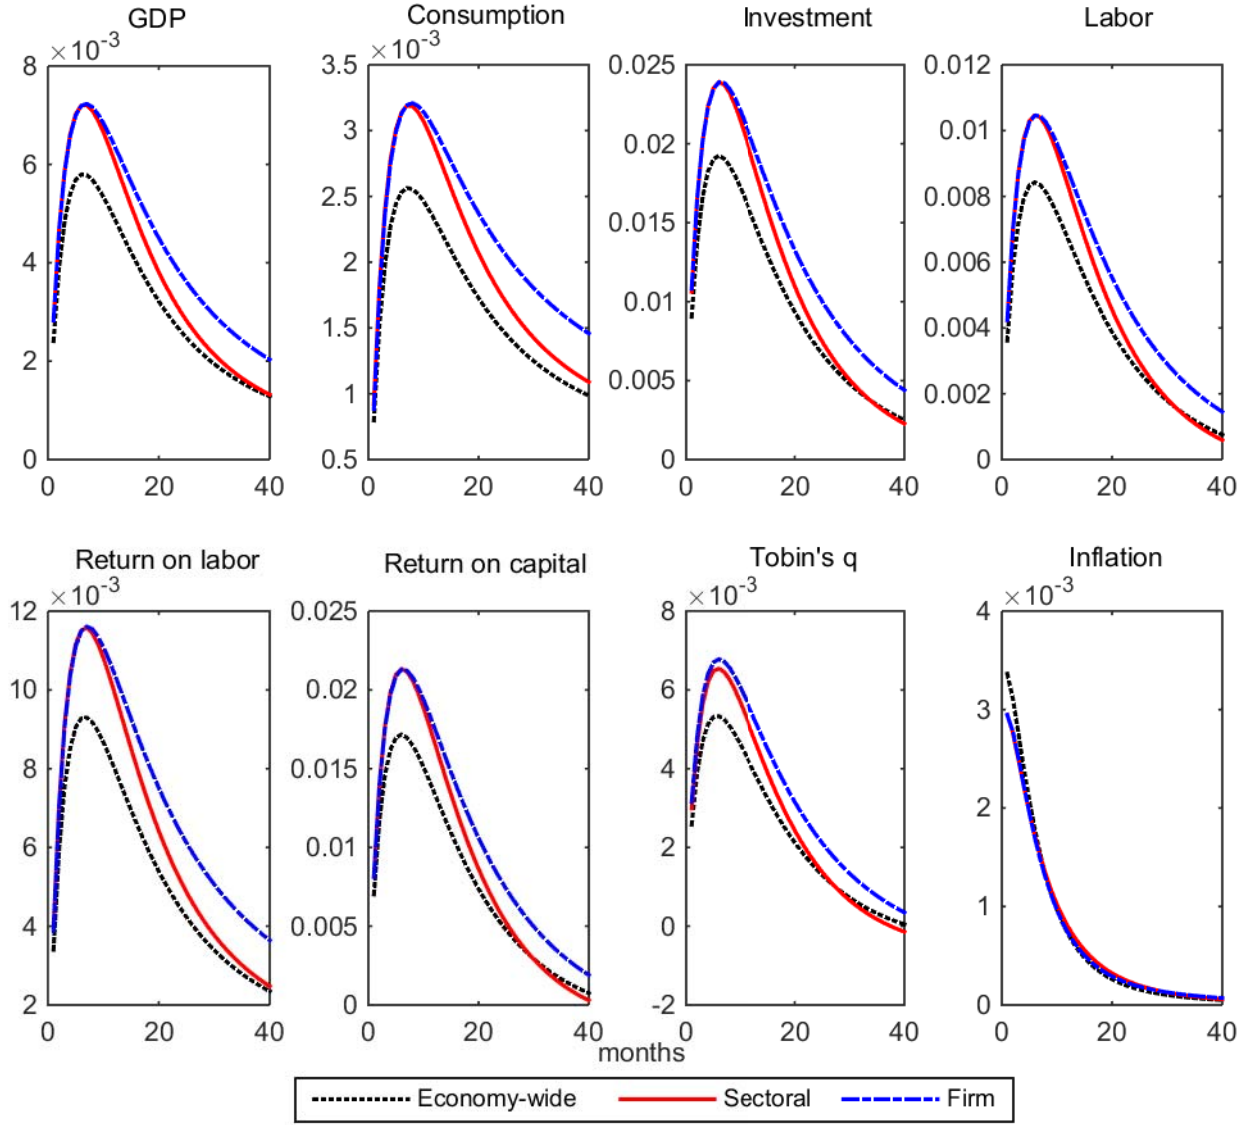 GDP
Consumption
Investment
Labor
×10⁻³
8
6
4
2
0
0 20 40
×10⁻³
3.5
3
2.5
2
1.5
1
0.5
0 20 40
0.025
0.02
0.015
0.01
0.005
0
0 20 40
0.012
0.01
0.008
0.006
0.004
0.002
0
0 20 40
Return on labor
Return on capital
Tobin's q
Inflation
×10⁻³
12
10
8
6
4
2
0 20 40
0.025
0.02
0.015
0.01
0.005
0
0 20 40
×10⁻³
8
6
4
2
0
-2
0 20 40
×10⁻³
4
3
2
1
0
0 20 40
months
Economy-wide Sectoral Firm